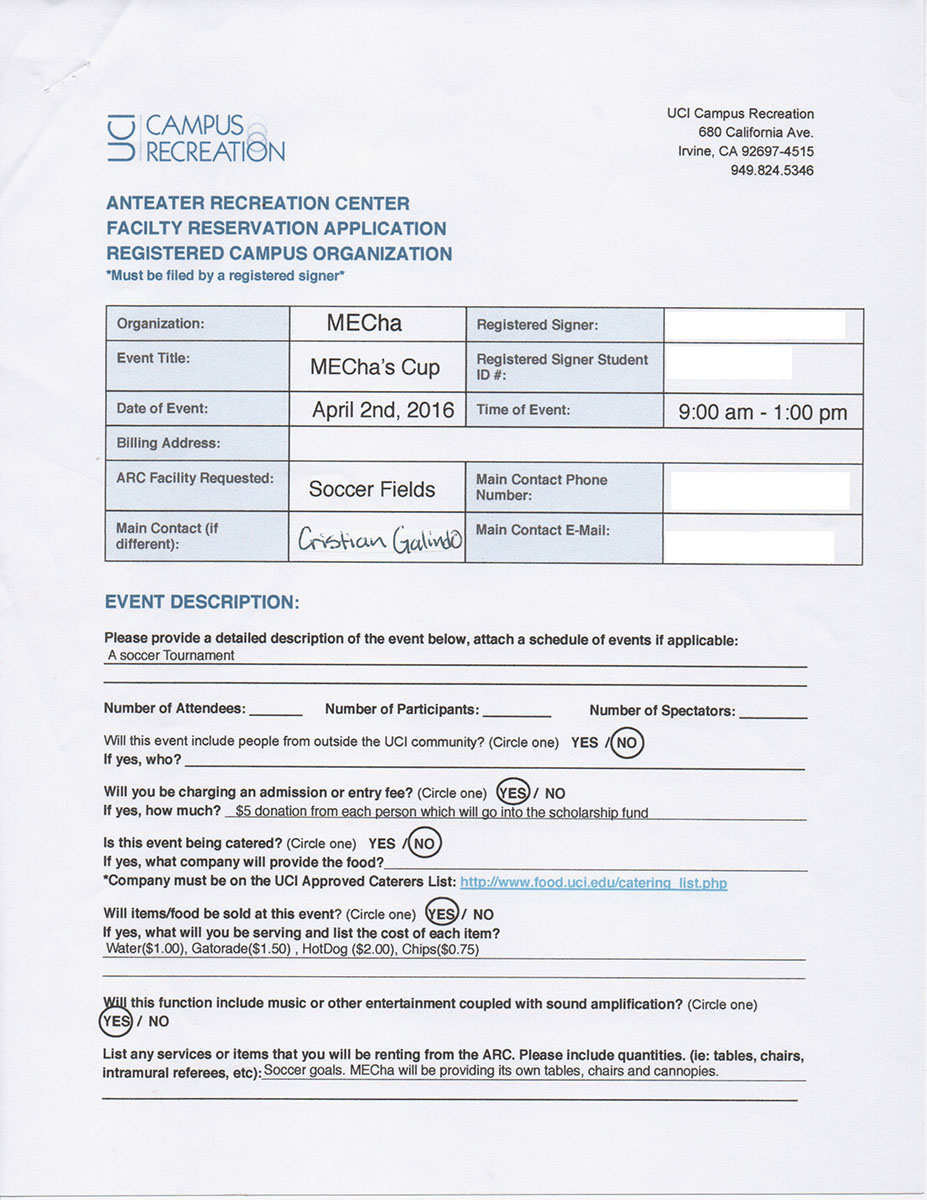 UCI CAMPUS RECREATION
UCI Campus Recreation
680 California Ave.
Irvine, CA 92697-4515
949.824.5346
ANTEATER RECREATION CENTER
FACILTY RESERVATION APPLICATION
REGISTERED CAMPUS ORGANIZATION
*Must be filed by a registered signer*
Organization: MECha Registered Signer:
Event Title: MECha's Cup Registered Signer Student ID #:
Date of Event: April 2nd, 2016 Time of Event: 9:00 am - 1:00 pm
Billing Address:
ARC Facility Requested: Soccer Fields Main Contact Phone Number:
Main Contact (if different): Cristian Galindo Main Contact E-Mail:
EVENT DESCRIPTION:
Please provide a detailed description of the event below, attach a schedule of events if applicable:
A soccer Tournament
Number of Attendees: Number of Participants: Number of Spectators:
Will this event include people from outside the UCI community? (Circle one) YES / NO
If yes, who?
Will you be charging an admission or entry fee? (Circle one) YES / NO
If yes, how much? $5 donation from each person which will go into the scholarship fund
Is this event being catered? (Circle one) YES / NO
If yes, what company will provide the food?
*Company must be on the UCI Approved Caterers List: http://www.food.uci.edu/catering_list.php
Will items/food be sold at this event? (Circle one) YES / NO
If yes, what will you be serving and list the cost of each item?
Water($1.00), Gatorade($1.50) , HotDog ($2.00), Chips($0.75)
Will this function include music or other entertainment coupled with sound amplification? (Circle one)
YES / NO
List any services or items that you will be renting from the ARC. Please include quantities. (ie: tables, chairs,
intramural referees, etc): Soccer goals. MECha will be providing its own tables, chairs and cannopies.